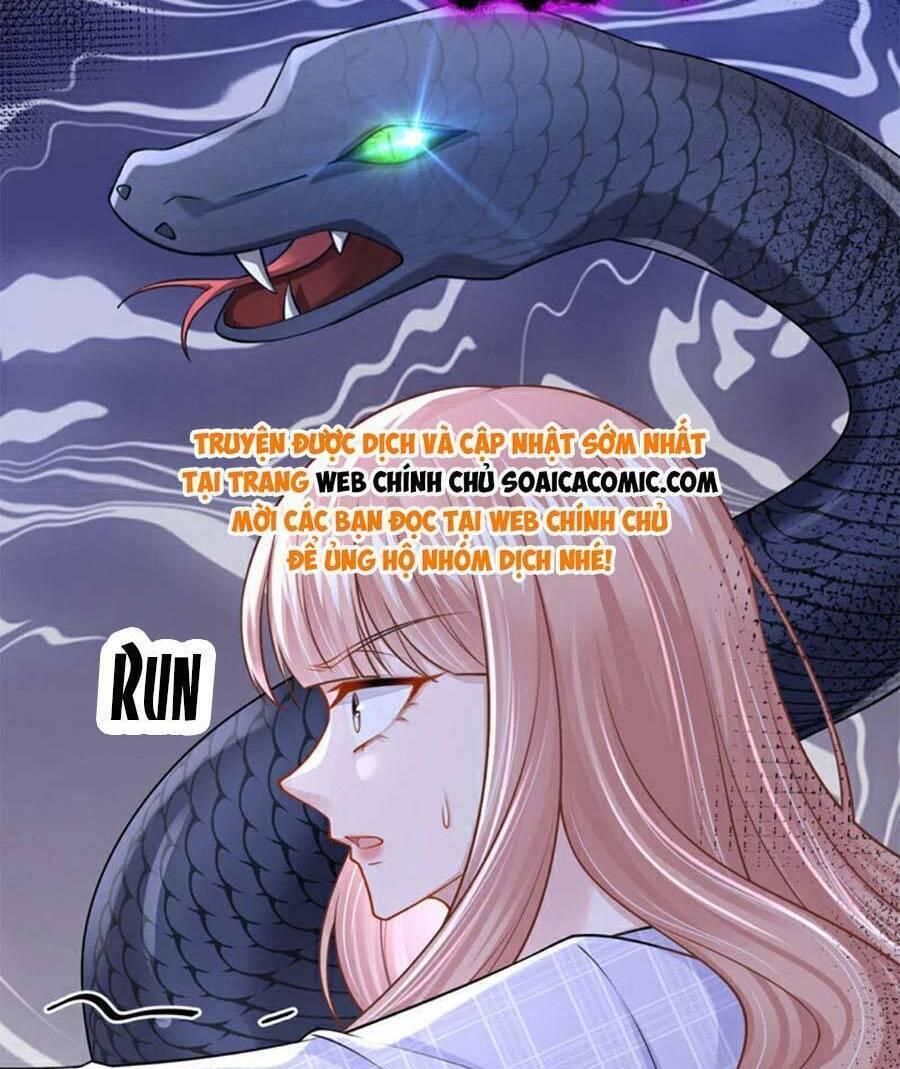 TRUYỆN ĐƯỢC DỊCH VÀ CẬP NHẬT SỚM NHẤT
TẠI TRANG WEB CHÍNH CHỦ SOAICACOMIC.COM
MỜI CÁC BẠN ĐỌC TẠI WEB CHÍNH CHỦ
ĐỂ ỦNG HỘ NHÓM DỊCH NHÉ!
RUN